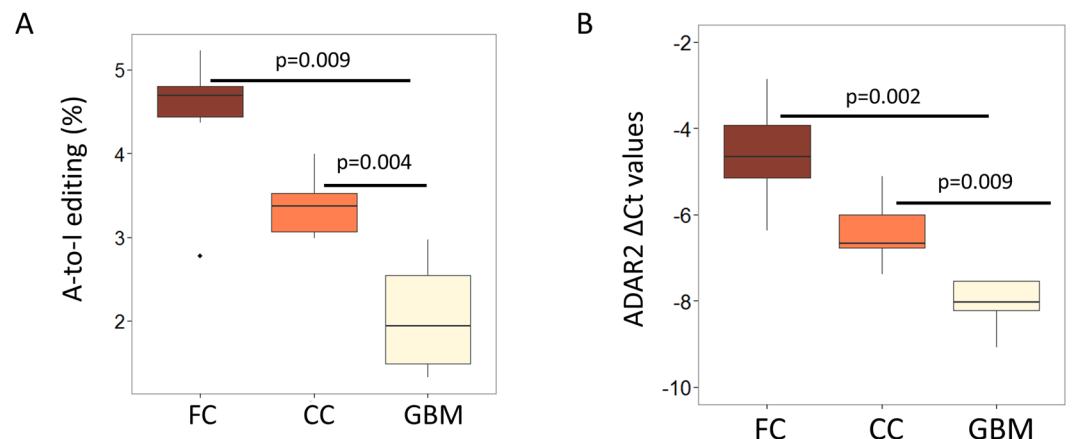 A
A-to-I editing (%)
5
4
3
2
p=0.009
p=0.004
FC CC GBM
B
ADAR2 ΔCt values
-2
-4
-6
-8
-10
p=0.002
p=0.009
FC CC GBM